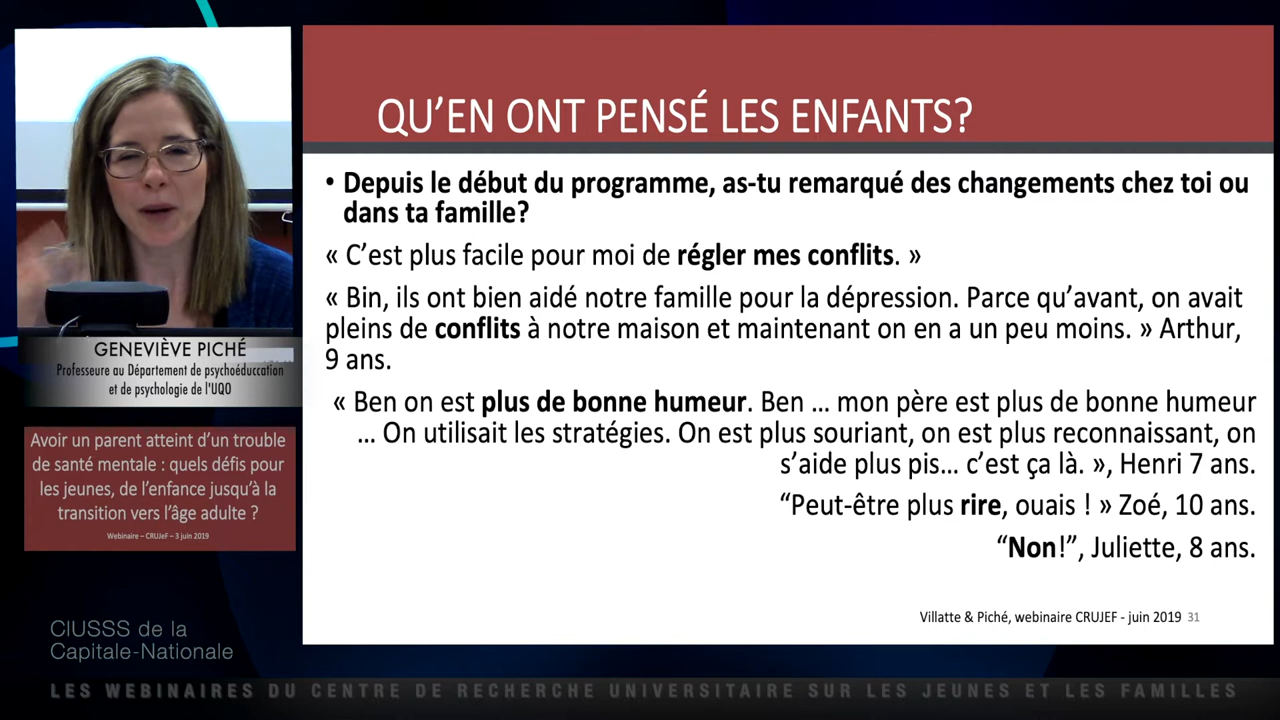 QU'EN ONT PENSÉ LES ENFANTS?
• Depuis le début du programme, as-tu remarqué des changements chez toi ou
dans ta famille?
« C'est plus facile pour moi de régler mes conflits. »
« Bin, ils ont bien aidé notre famille pour la dépression. Parce qu'avant, on avait
pleins de conflits à notre maison et maintenant on en a un peu moins. » Arthur,
9 ans.
« Ben on est plus de bonne humeur. Ben … mon père est plus de bonne humeur
… On utilisait les stratégies. On est plus souriant, on est plus reconnaissant, on
s'aide plus pis… c'est ça là. », Henri 7 ans.
“Peut-être plus rire, ouais ! » Zoé, 10 ans.
“Non!”, Juliette, 8 ans.
Villatte & Piché, webinaire CRUJEF - juin 2019 31
GENEVIÈVE PICHÉ
Professeure au Département de psychoéduccation
et de psychologie de l'UQO
Avoir un parent atteint d'un trouble
de santé mentale : quels défis pour
les jeunes, de l'enfance jusqu'à la
transition vers l'âge adulte ?
Webinaire – CRUJeF – 3 juin 2019
CIUSSS de la
Capitale-Nationale
LES WEBINAIRES DU CENTRE DE RECHERCHE UNIVERSITAIRE SUR LES JEUNES ET LES FAMILLES